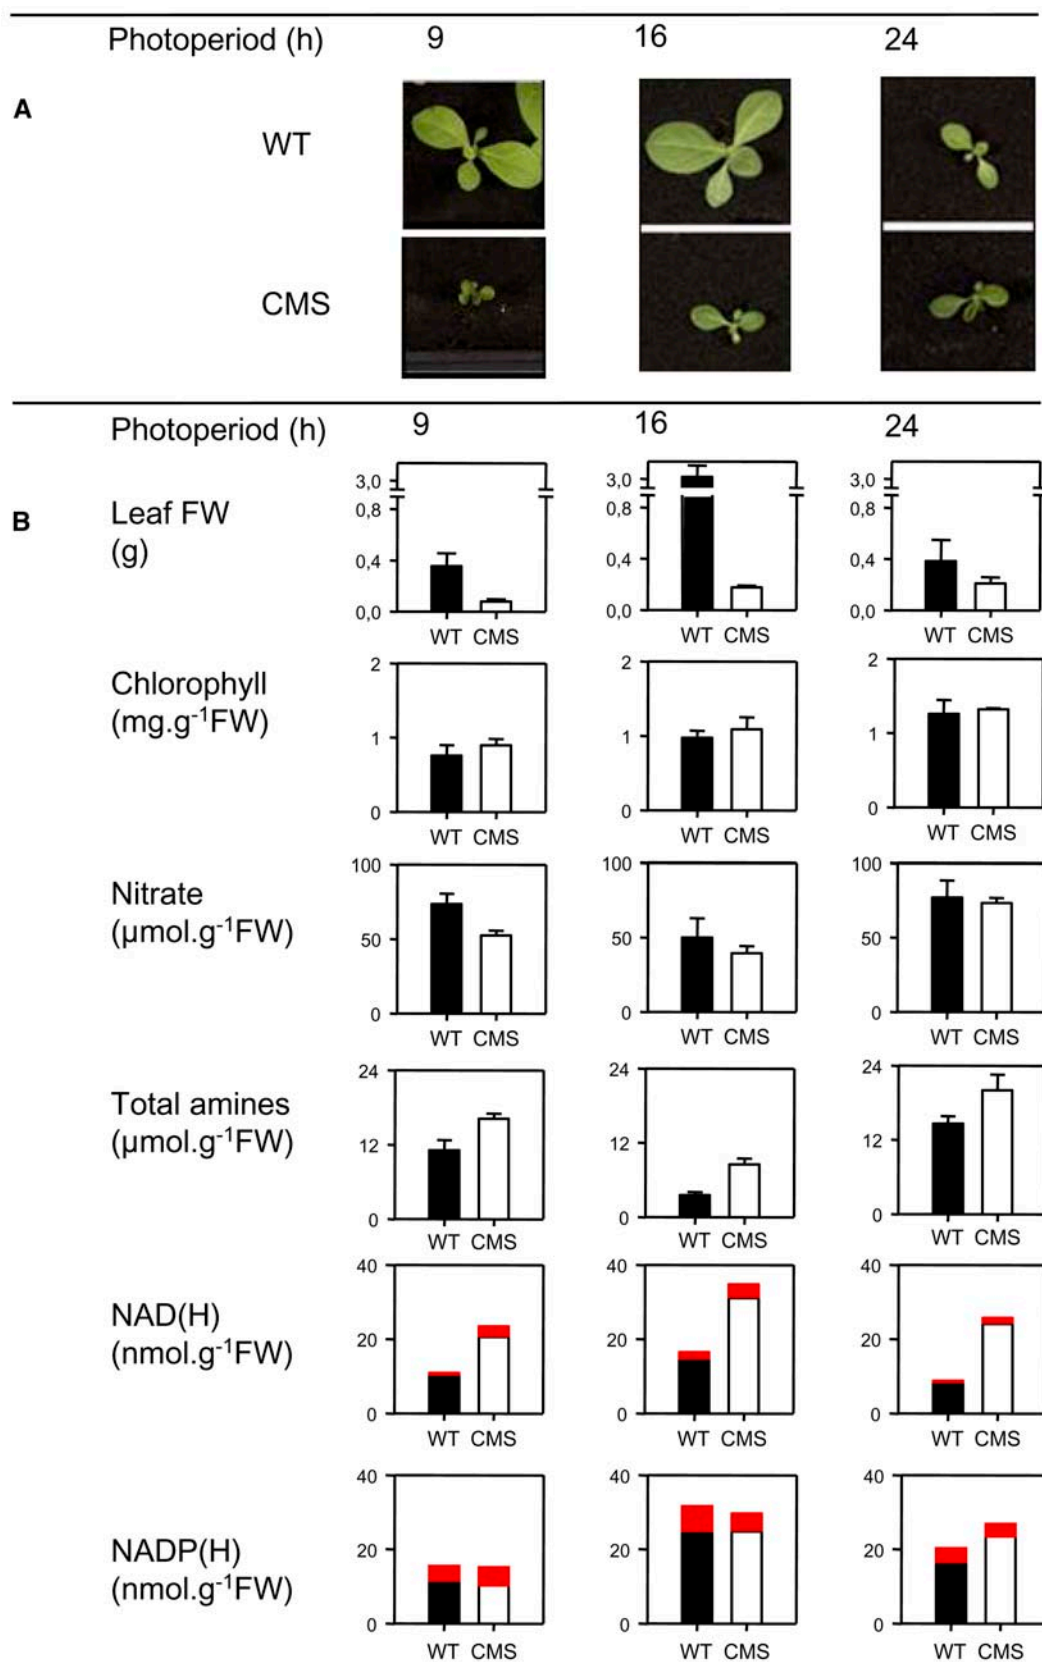 Photoperiod (h) 9 16 24
A
WT
CMS
Photoperiod (h) 9 16 24
B
Leaf FW
(g)
3,0 3,0 3,0
0,8 0,8 0,8
0,4 0,4 0,4
0,0 0,0 0,0
WT CMS WT CMS WT CMS
Chlorophyll
(mg.g-1FW)
2 2 2
1 1 1
0 0 0
WT CMS WT CMS WT CMS
Nitrate
(µmol.g-1FW)
100 100 100
50 50 50
0 0 0
WT CMS WT CMS WT CMS
Total amines
(µmol.g-1FW)
24 24 24
12 12 12
0 0 0
WT CMS WT CMS WT CMS
NAD(H)
(nmol.g-1FW)
40 40 40
20 20 20
0 0 0
WT CMS WT CMS WT CMS
NADP(H)
(nmol.g-1FW)
40 40 40
20 20 20
0 0 0
WT CMS WT CMS WT CMS